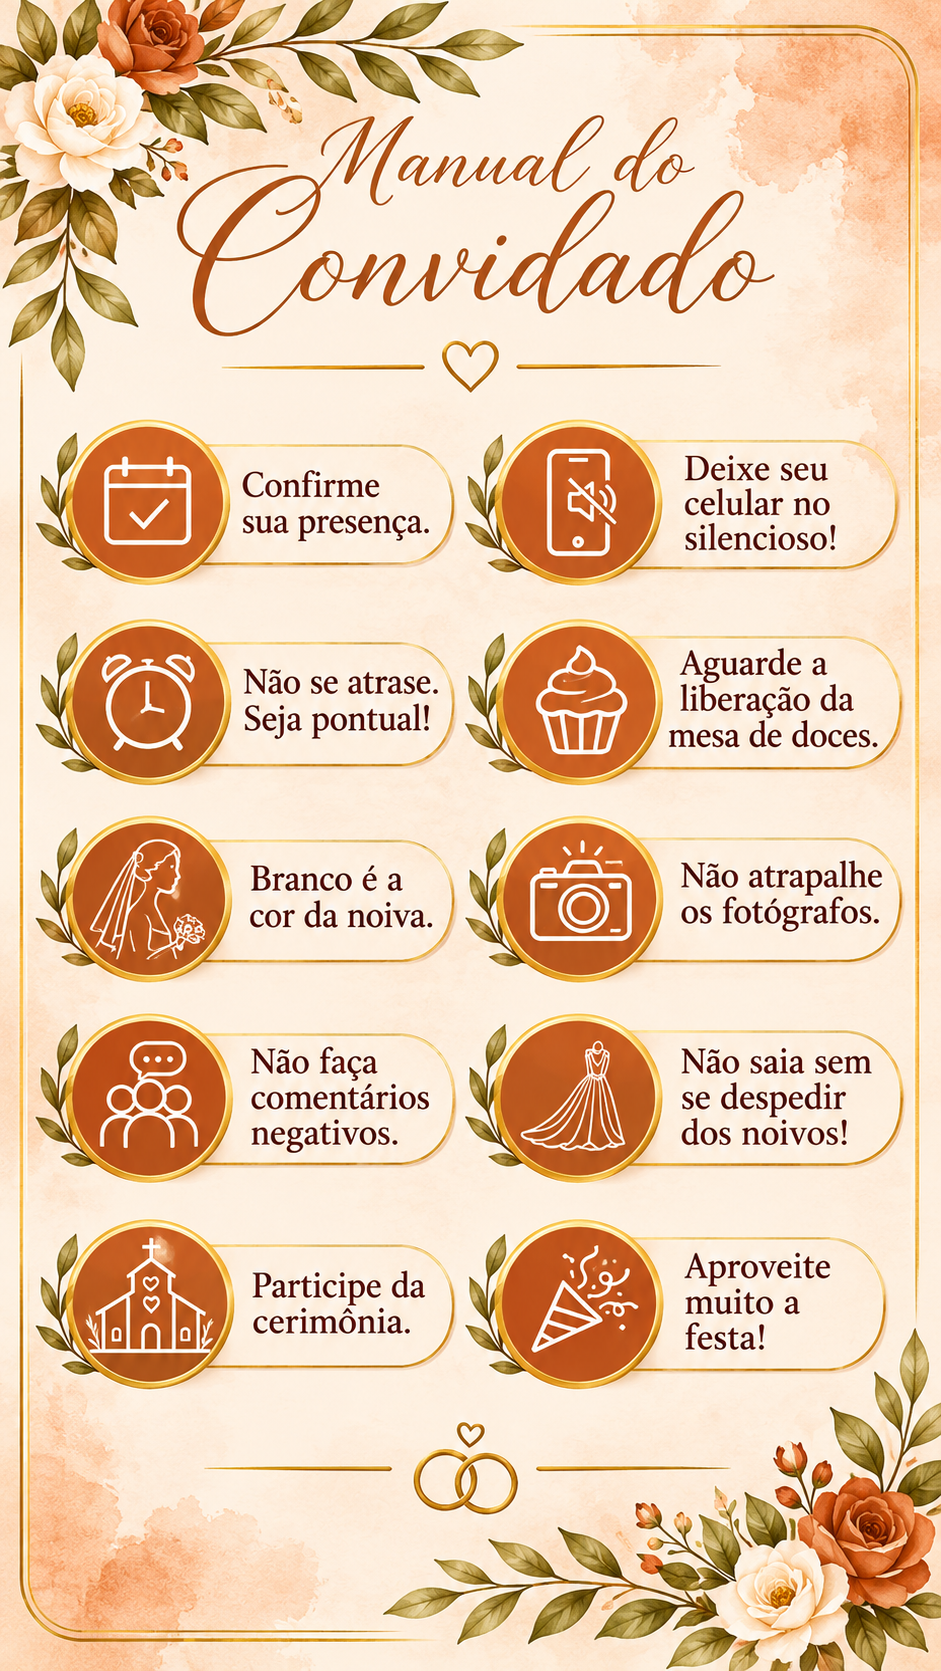 Manual do
Convidado
Confirme
sua presença.
Deixe seu
celular no
silencioso!
Não se atrase.
Seja pontual!
Aguarde a
liberação da
mesa de doces.
Branco é a
cor da noiva.
Não atrapalhe
os fotógrafos.
Não faça
comentários
negativos.
Não saia sem
se despedir
dos noivos!
Participe da
cerimônia.
Aproveite
muito a
festa!